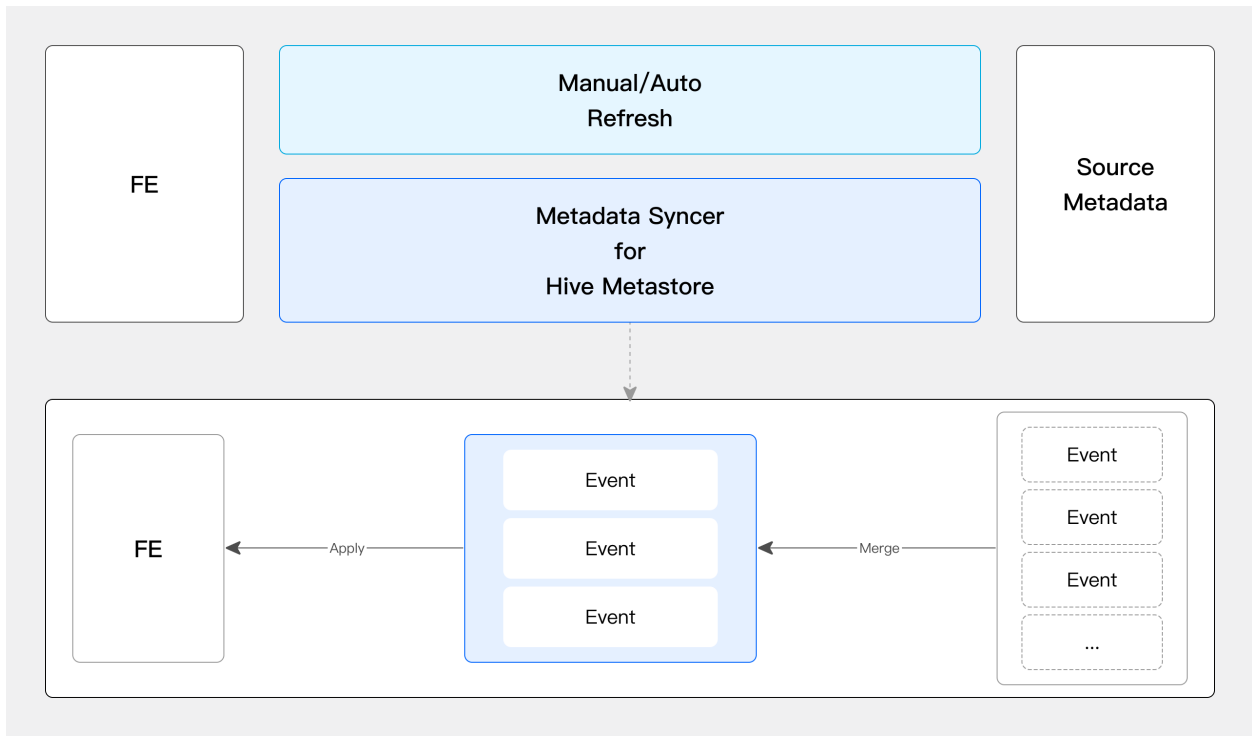 FE
Manual/Auto
Refresh
Metadata Syncer
for
Hive Metastore
Source
Metadata
FE
Apply
Event
Event
Event
Merge
Event
Event
Event
...